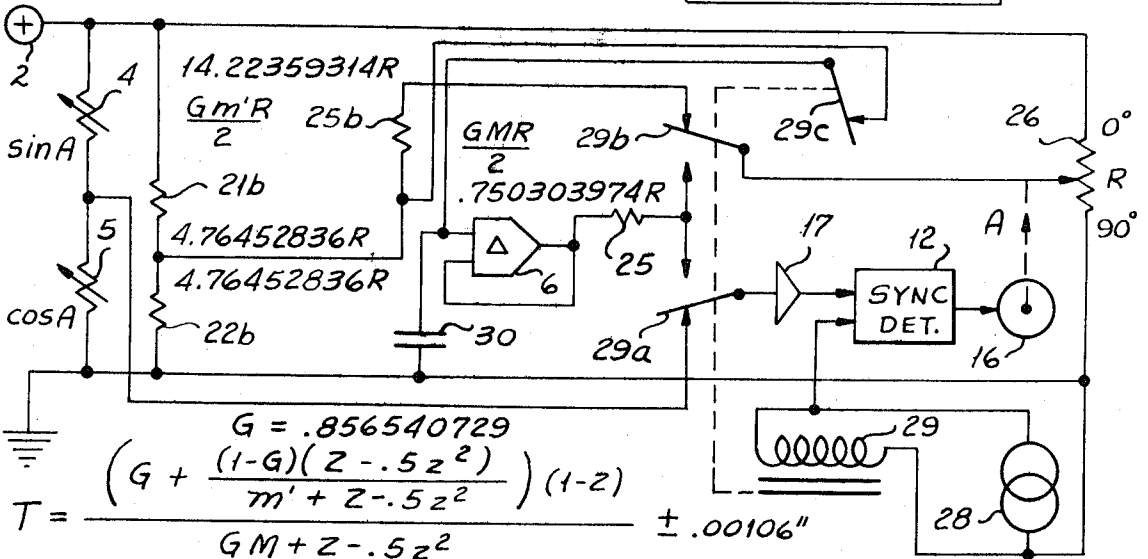 +
2
4
14.22359314R
Gm'R
2
25b
sinA
21b
GMR
2
.750303974R
29b
29c
26
0°
R
90°
5
4.76452836R
4.76452836R
Δ
6
25
17
12
A
cosA
22b
30
29a
SYNC
DET.
16
G = .856540729
29
T = (G + (1-G)(Z-.5z²) / m' + Z-.5z²) (1-Z) / GM + Z-.5z² ± .00106"
28